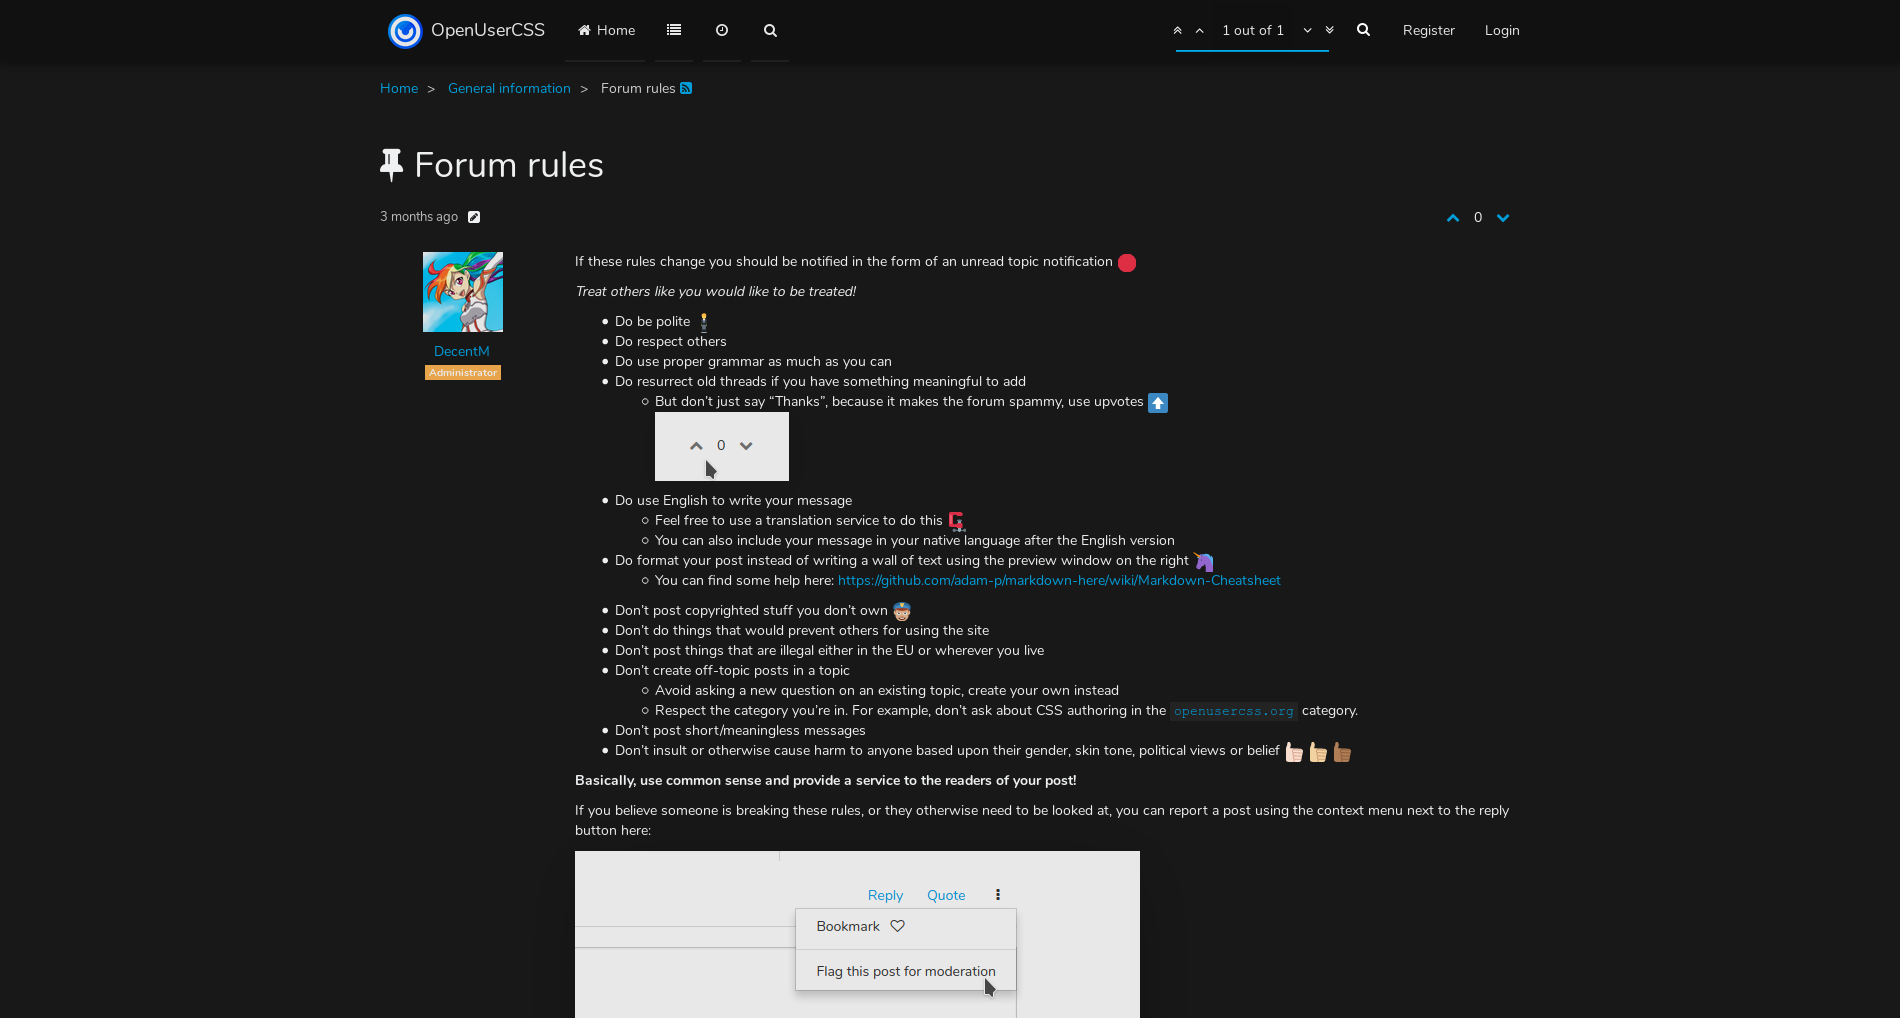 OpenUserCSS Home 1 out of 1 Register Login
Home > General information > Forum rules
Forum rules
3 months ago 0
If these rules change you should be notified in the form of an unread topic notification
Treat others like you would like to be treated!
DecentM
Administrator
Do be polite
Do respect others
Do use proper grammar as much as you can
Do resurrect old threads if you have something meaningful to add
But don’t just say “Thanks”, because it makes the forum spammy, use upvotes
0
Do use English to write your message
Feel free to use a translation service to do this
You can also include your message in your native language after the English version
Do format your post instead of writing a wall of text using the preview window on the right
You can find some help here: https://github.com/adam-p/markdown-here/wiki/Markdown-Cheatsheet
Don’t post copyrighted stuff you don’t own
Don’t do things that would prevent others for using the site
Don’t post things that are illegal either in the EU or wherever you live
Don’t create off-topic posts in a topic
Avoid asking a new question on an existing topic, create your own instead
Respect the category you’re in. For example, don’t ask about CSS authoring in the openusercss.org category.
Don’t post short/meaningless messages
Don’t insult or otherwise cause harm to anyone based upon their gender, skin tone, political views or belief
Basically, use common sense and provide a service to the readers of your post!
If you believe someone is breaking these rules, or they otherwise need to be looked at, you can report a post using the context menu next to the reply
button here:
Reply Quote
Bookmark
Flag this post for moderation